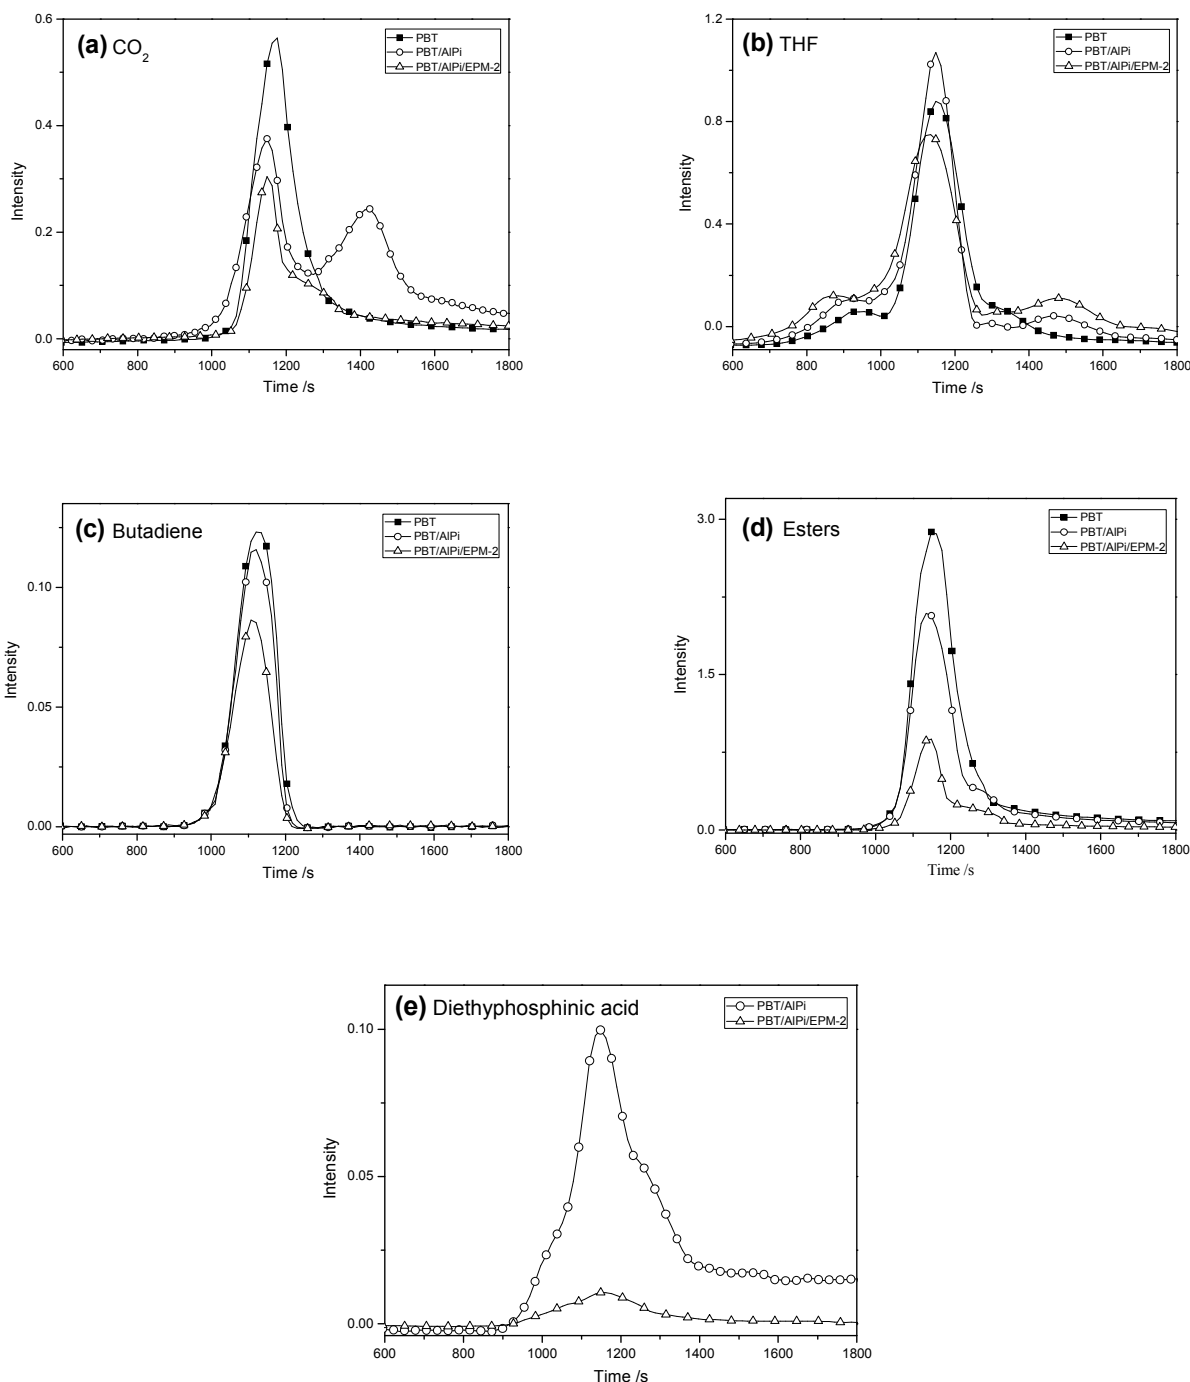 (a) CO2
PBT
PBT/AlPi
PBT/AlPi/EPM-2
0.6
0.4
0.2
0.0
Intensity
600 800 1000 1200 1400 1600 1800
Time /s
(b) THF
PBT
PBT/AlPi
PBT/AlPi/EPM-2
1.2
0.8
0.4
0.0
Intensity
600 800 1000 1200 1400 1600 1800
Time /s
(c) Butadiene
PBT
PBT/AlPi
PBT/AlPi/EPM-2
0.10
0.05
0.00
Intensity
600 800 1000 1200 1400 1600 1800
Time /s
(d) Esters
PBT
PBT/AlPi
PBT/AlPi/EPM-2
3.0
1.5
0.0
Intensity
600 800 1000 1200 1400 1600 1800
Time /s
(e) Diethyphosphinic acid
PBT/AlPi
PBT/AlPi/EPM-2
0.10
0.05
0.00
Intensity
600 800 1000 1200 1400 1600 1800
Time /s